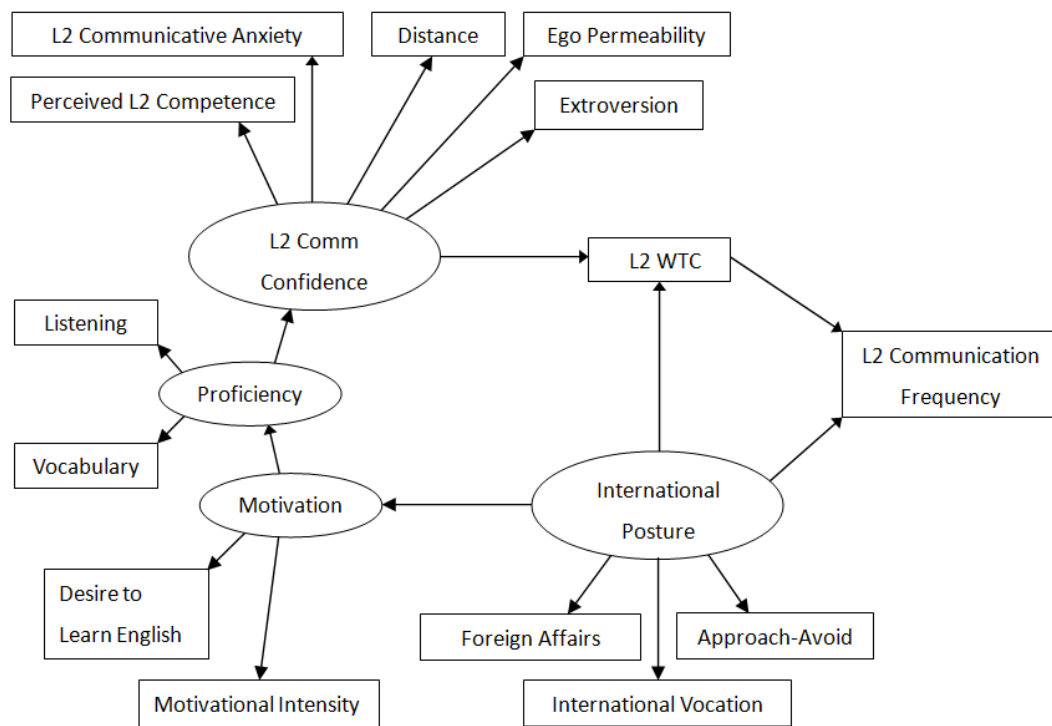 L2 Communicative Anxiety
Distance
Ego Permeability
Perceived L2 Competence
Extroversion
L2 Comm
Confidence
L2 WTC
Listening
L2 Communication
Frequency
Proficiency
Vocabulary
Motivation
International
Posture
Desire to
Learn English
Foreign Affairs
Approach-Avoid
Motivational Intensity
International Vocation